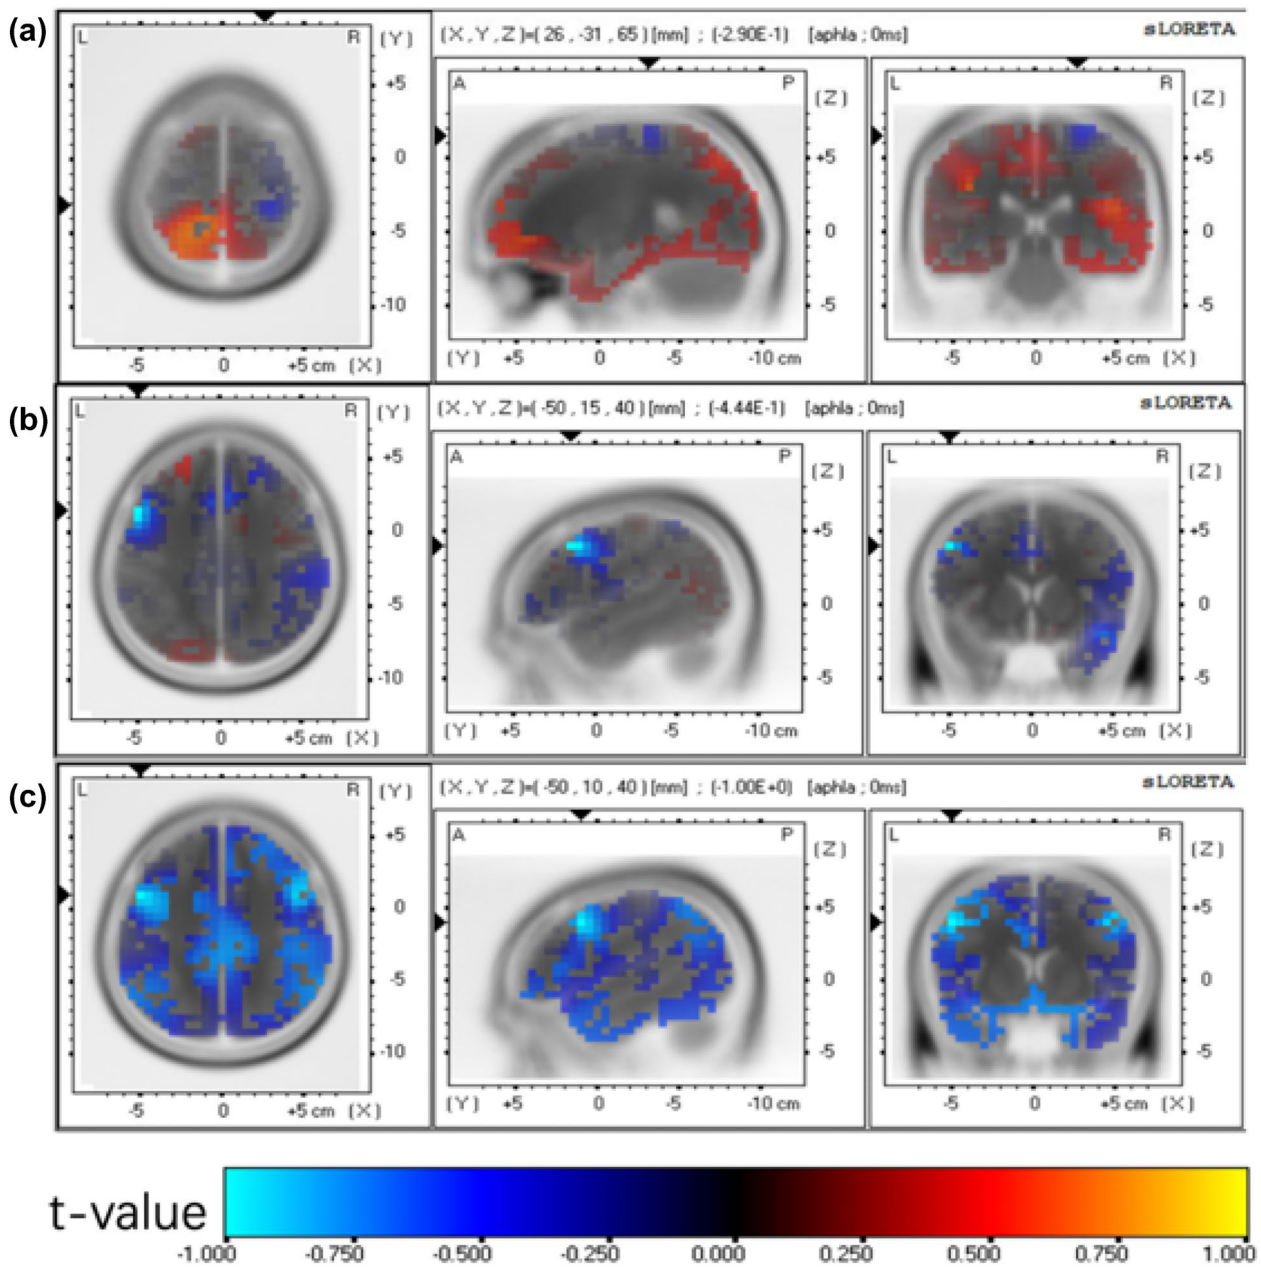 (a)
L R (Y)
+5
0
-5
-10
-5 0 +5 cm (X)
(X,Y,Z)=( 26 , -31 , 65 ) [mm] ; (-2.90E-1) [aphla ; 0ms] sLORETA
A P (Z)
+5
0
-5
(Y) +5 0 -5 -10 cm
L R (Z)
+5
0
-5
-5 0 +5 cm (X)
(b)
L R (Y)
+5
0
-5
-10
-5 0 +5 cm (X)
(X,Y,Z)=( -50 , 15 , 40 ) [mm] ; (-4.44E-1) [aphla ; 0ms] sLORETA
A P (Z)
+5
0
-5
(Y) +5 0 -5 -10 cm
L R (Z)
+5
0
-5
-5 0 +5 cm (X)
(c)
L R (Y)
+5
0
-5
-10
-5 0 +5 cm (X)
(X,Y,Z)=( -50 , 10 , 40 ) [mm] ; (-1.00E+0) [aphla ; 0ms] sLORETA
A P (Z)
+5
0
-5
(Y) +5 0 -5 -10 cm
L R (Z)
+5
0
-5
-5 0 +5 cm (X)
t-value
-1.000 -0.750 -0.500 -0.250 0.000 0.250 0.500 0.750 1.000